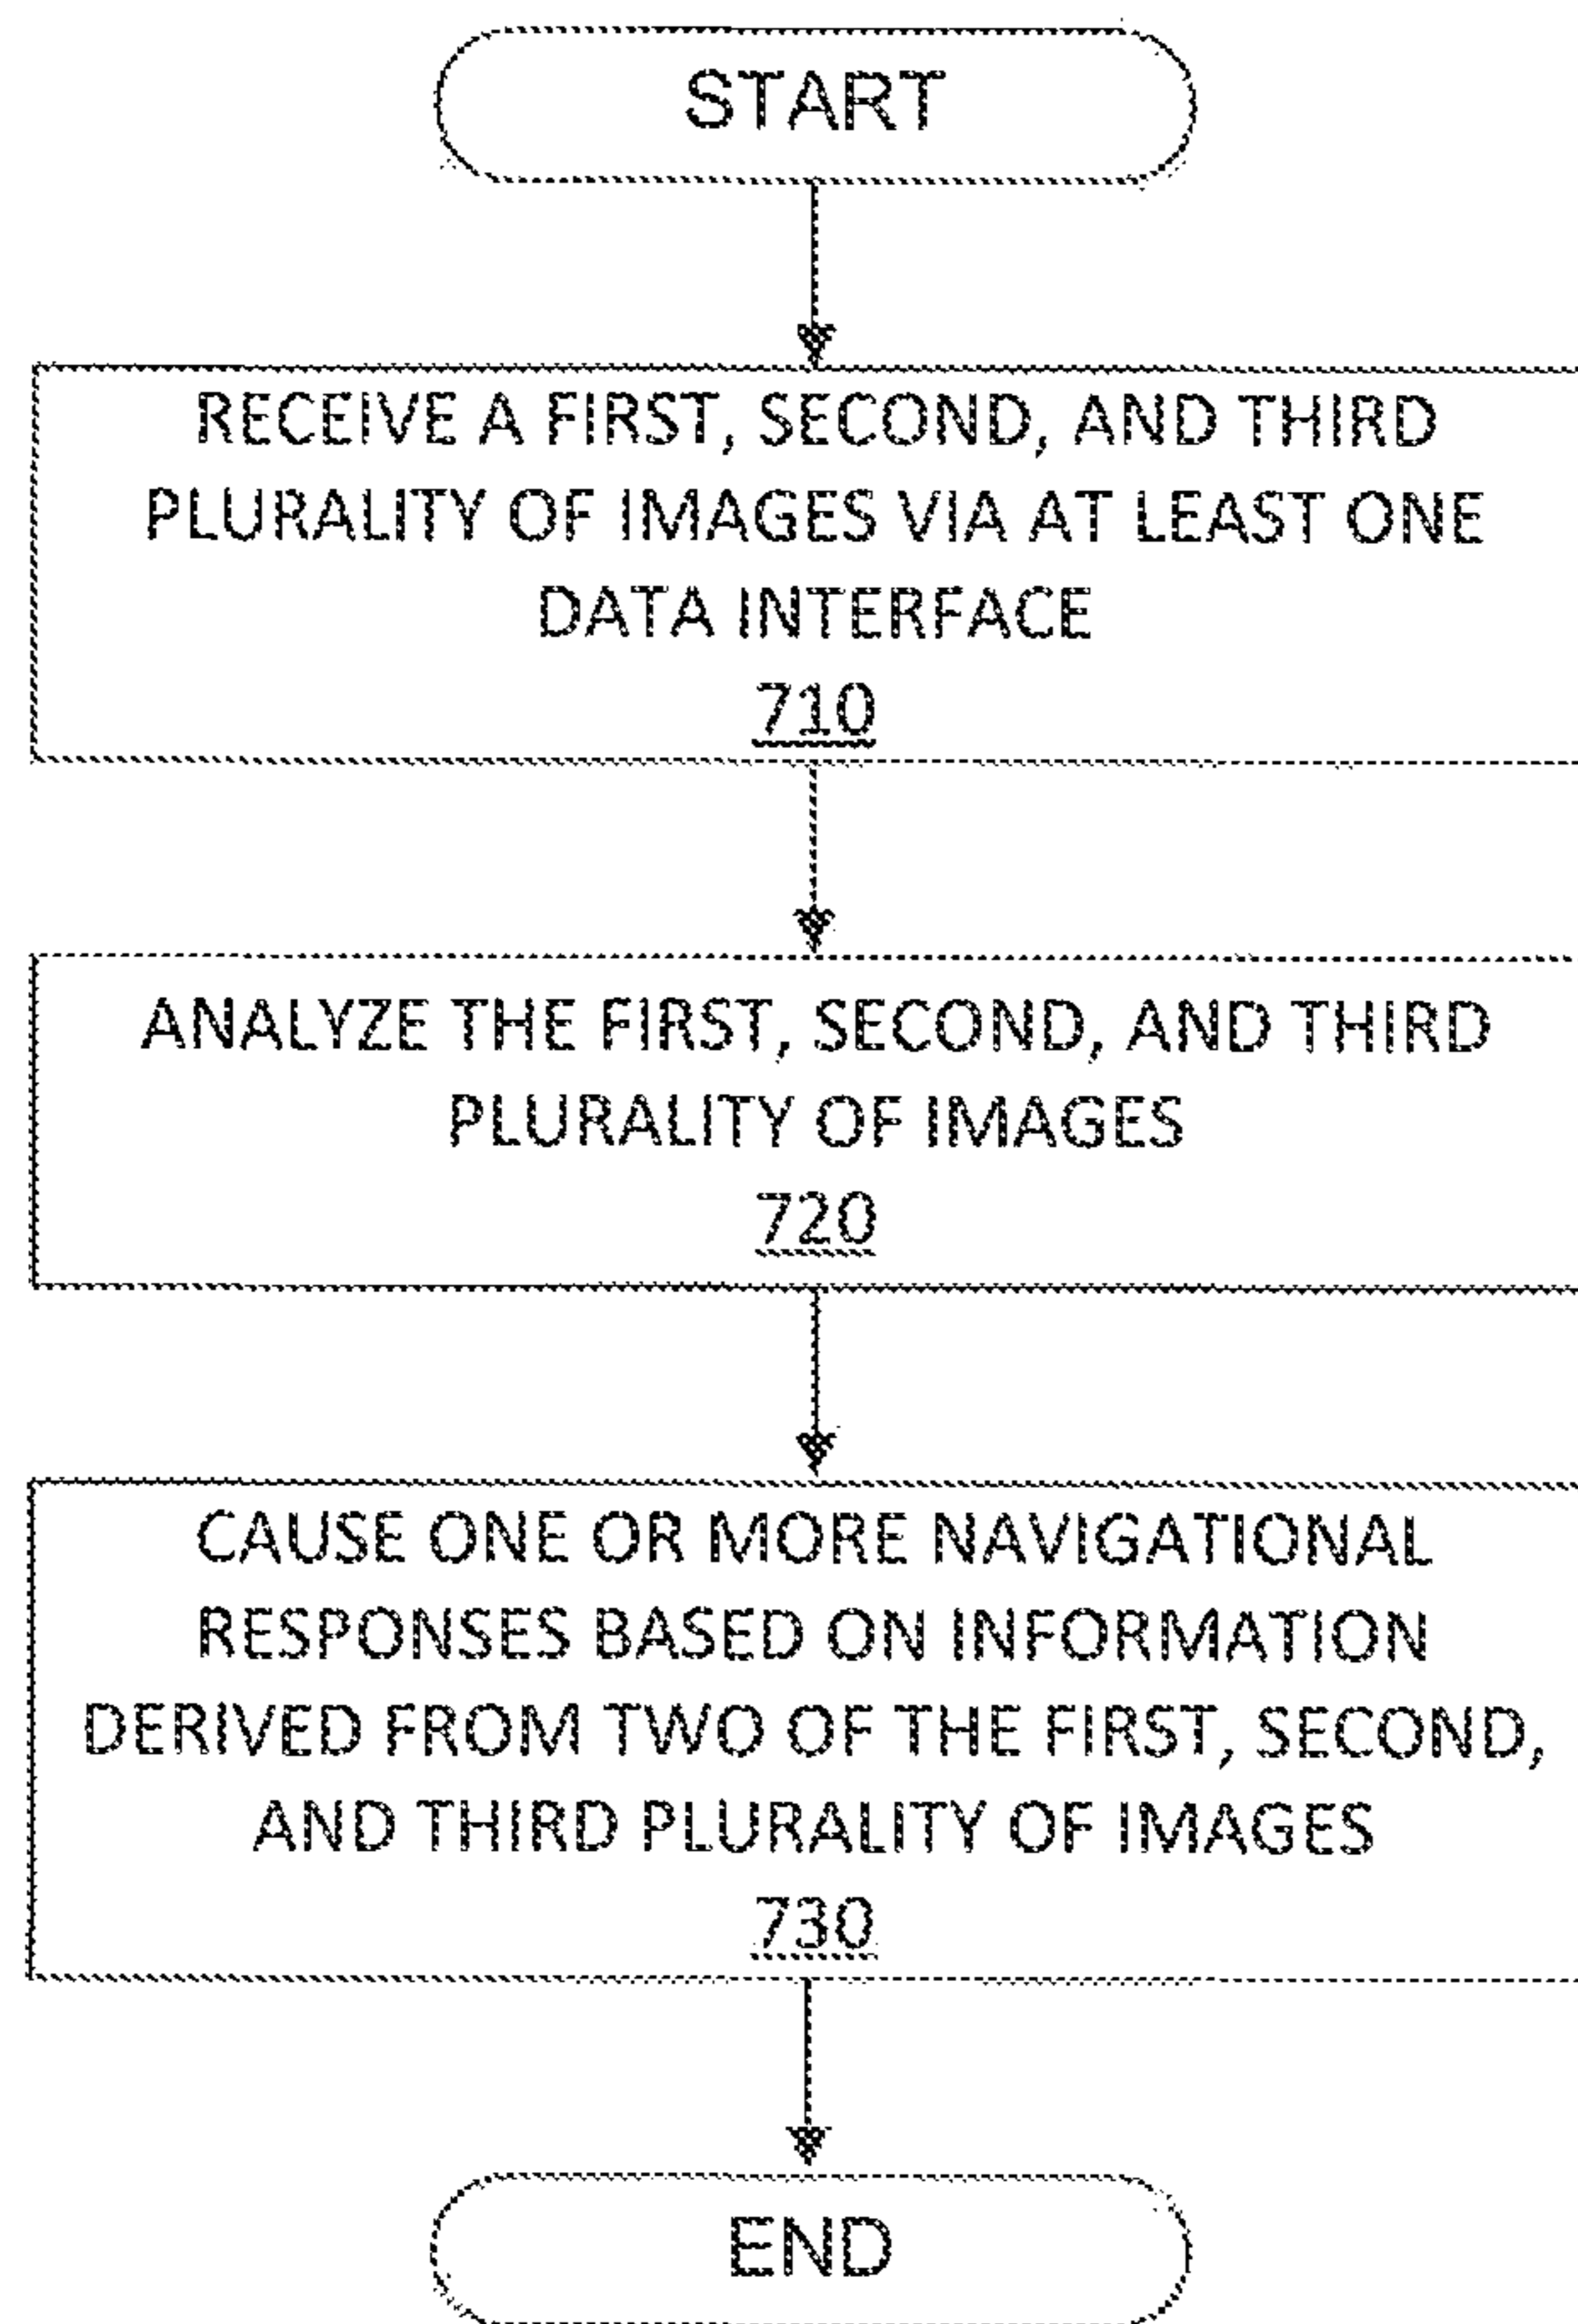 START
RECEIVE A FIRST, SECOND, AND THIRD
PLURALITY OF IMAGES VIA AT LEAST ONE
DATA INTERFACE
710
ANALYZE THE FIRST, SECOND, AND THIRD
PLURALITY OF IMAGES
720
CAUSE ONE OR MORE NAVIGATIONAL
RESPONSES BASED ON INFORMATION
DERIVED FROM TWO OF THE FIRST, SECOND,
AND THIRD PLURALITY OF IMAGES
730
END